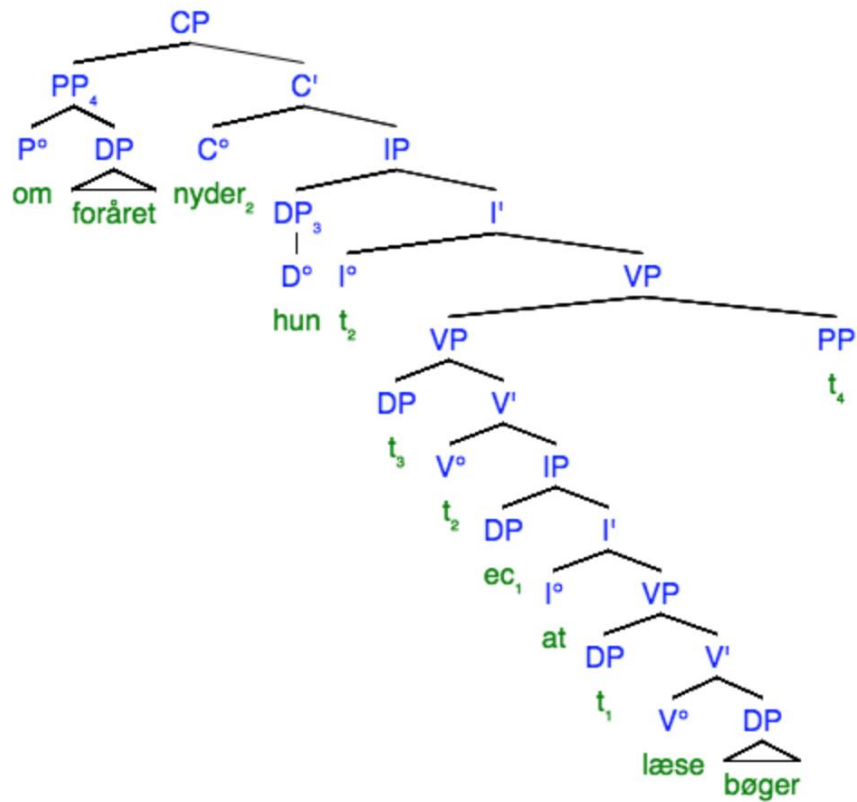 CP
PP₄ C'
P° DP C° IP
om foråret nyder₂ DP₃ I'
D° I° VP
hun t₂ VP PP
DP V' t₄
t₃ V° IP
t₂ DP I'
ec₁ I° VP
at DP V'
t₁ V° DP
læse bøger